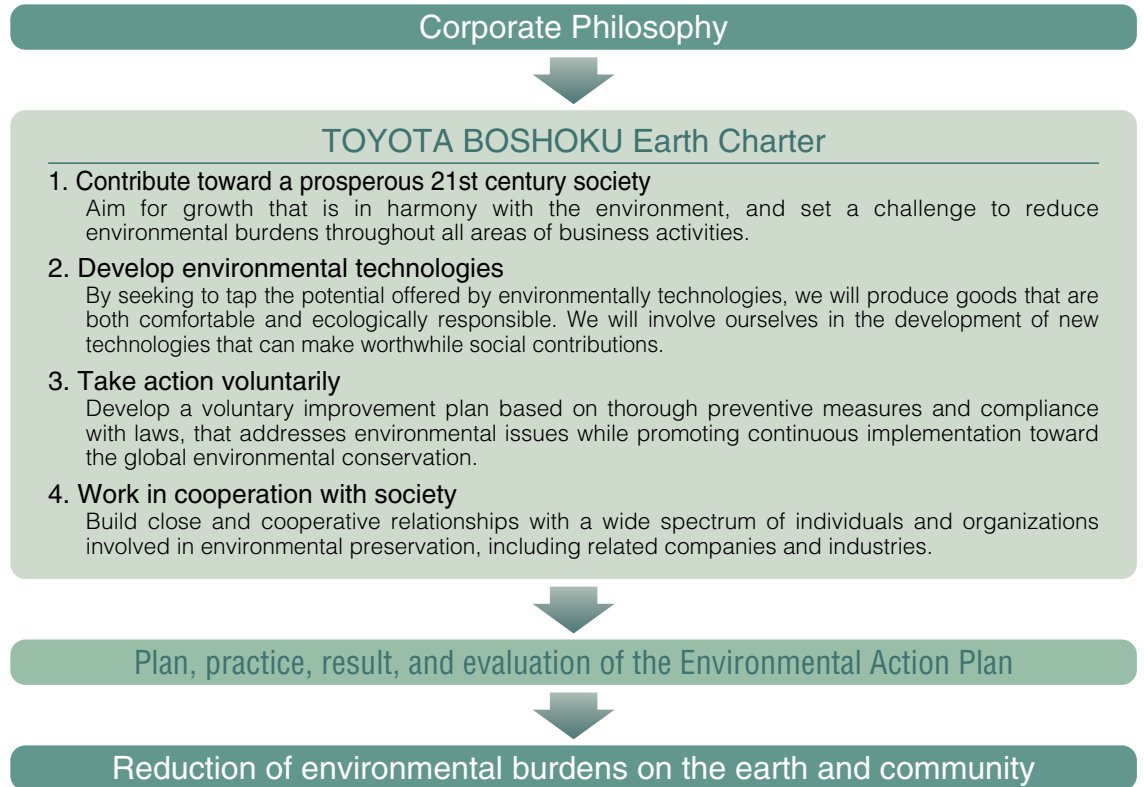 Corporate Philosophy
TOYOTA BOSHOKU Earth Charter
1. Contribute toward a prosperous 21st century society
Aim for growth that is in harmony with the environment, and set a challenge to reduce
environmental burdens throughout all areas of business activities.
2. Develop environmental technologies
By seeking to tap the potential offered by environmentally technologies, we will produce goods that are
both comfortable and ecologically responsible. We will involve ourselves in the development of new
technologies that can make worthwhile social contributions.
3. Take action voluntarily
Develop a voluntary improvement plan based on thorough preventive measures and compliance
with laws, that addresses environmental issues while promoting continuous implementation toward
the global environmental conservation.
4. Work in cooperation with society
Build close and cooperative relationships with a wide spectrum of individuals and organizations
involved in environmental preservation, including related companies and industries.
Plan, practice, result, and evaluation of the Environmental Action Plan
Reduction of environmental burdens on the earth and community